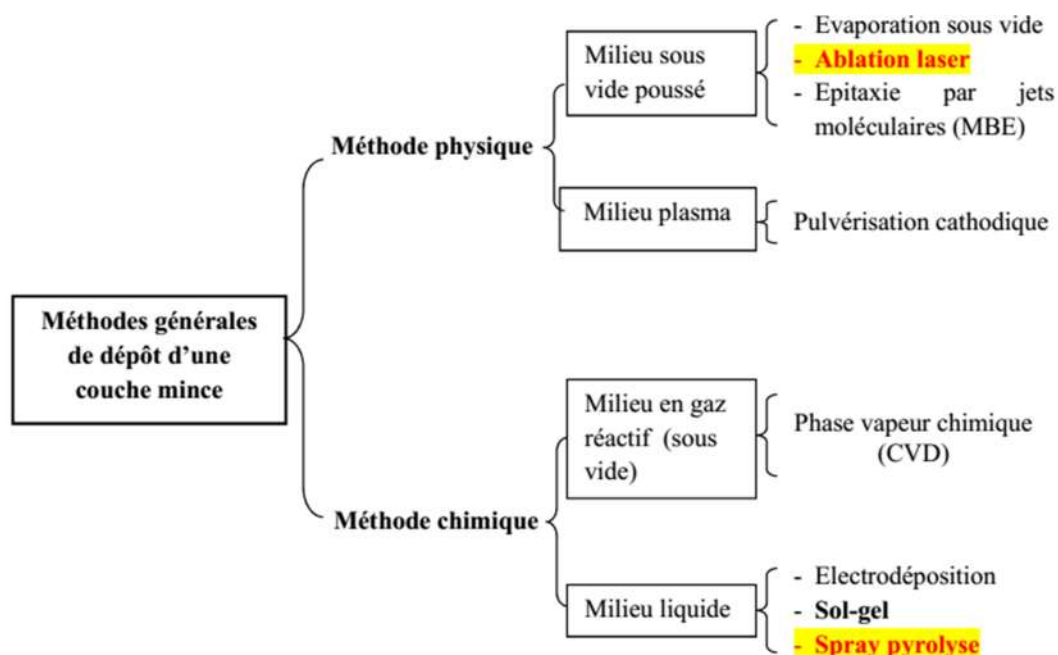 Méthodes générales
de dépôt d’une
couche mince
Méthode physique
Milieu sous
vide poussé
- Evaporation sous vide
- Ablation laser
- Epitaxie par jets
moléculaires (MBE)
Milieu plasma
Pulvérisation cathodique
Méthode chimique
Milieu en gaz
réactif (sous
vide)
Phase vapeur chimique
(CVD)
Milieu liquide
- Electrodéposition
- Sol-gel
- Spray pyrolyse